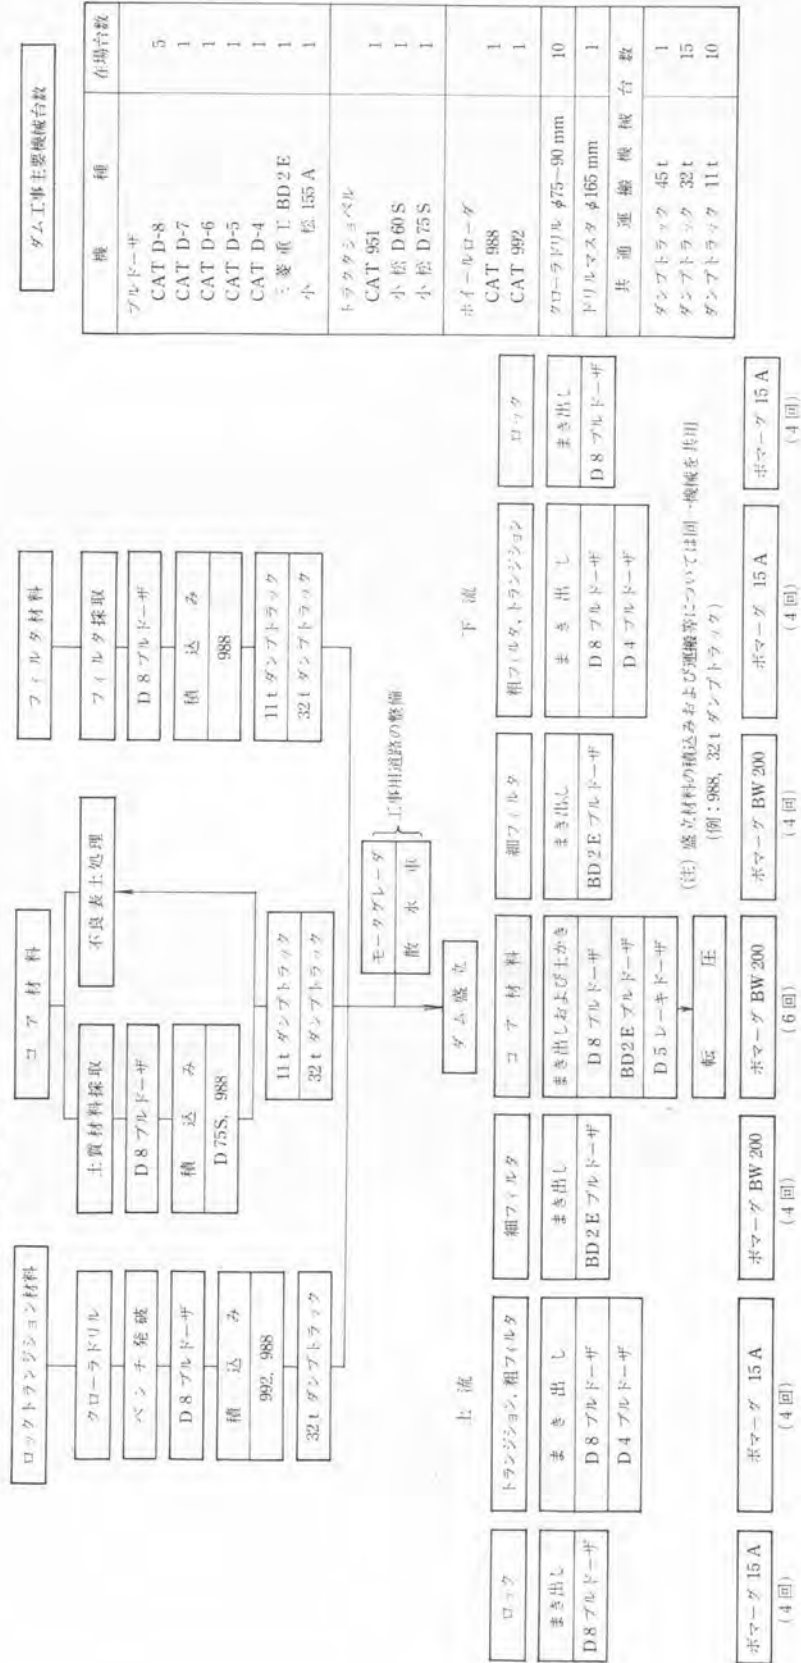 ロックトランジション材料
クローラドリル
ベンチ発破
D8ブルドーザ
積込み
992, 988
32tダンプトラック
コア材料
土質材料採取
D8ブルドーザ
積込み
D75S, 988
不良表土処理
11tダンプトラック
32tダンプトラック
フィルタ材料
フィルタ採取
D8ブルドーザ
積込み
988
11tダンプトラック
32tダンプトラック
モータグレーダ
散水車
工事用道路の整備
ダム盛立
上流
下流
ロック
まき出し
D8ブルドーザ
ボマーグ 15A
(4回)
トランジション, 粗フィルタ
まき出し
D8ブルドーザ
D4ブルドーザ
ボマーグ 15A
(4回)
細フィルタ
まき出し
BD2Eブルドーザ
ボマーグ BW200
(4回)
コア材料
まき出しおよび土かき
D8ブルドーザ
BD2Eブルドーザ
D5レーキドーザ
転圧
ボマーグ BW200
(6回)
細フィルタ
まき出し
BD2Eブルドーザ
ボマーグ BW200
(4回)
粗フィルタ, トランジション
まき出し
D8ブルドーザ
D4ブルドーザ
ボマーグ 15A
(4回)
ロック
まき出し
D8ブルドーザ
ボマーグ 15A
(4回)
(注) 盛立材料の積込みおよび運搬等については同一機械を共用
(例:988, 32tダンプトラック)
ダム工事主要機械台数
機種 在場台数
ブルドーザ
CAT D-8 5
CAT D-7 1
CAT D-6 1
CAT D-5 1
CAT D-4 1
三菱重工 BD2E 1
小松 155A 1
トラクタショベル
CAT 951 1
小松 D60S 1
小松 D75S 1
ホイールローダ
CAT 988 1
CAT 992 1
クローラドリル φ75~90mm 10
ドリルマスタ φ165mm 1
共通運搬機械台数
ダンプトラック 45t 1
ダンプトラック 32t 15
ダンプトラック 11t 10